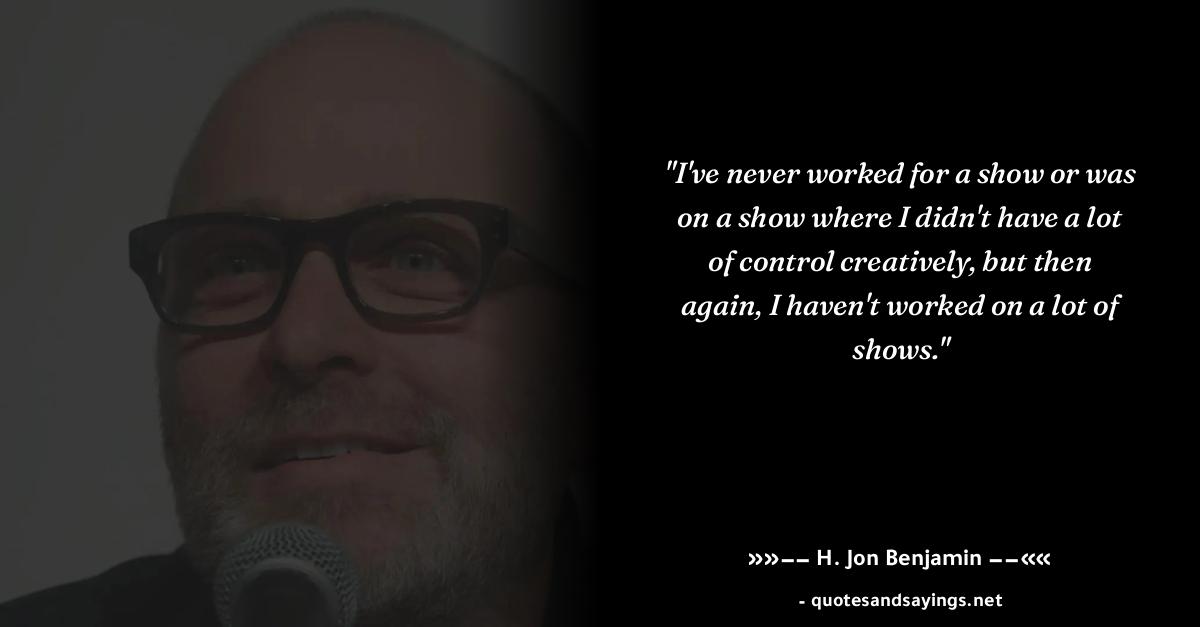 "I've never worked for a show or was
on a show where I didn't have a lot
of control creatively, but then
again, I haven't worked on a lot of
shows."
»»−− H. Jon Benjamin −−««
- quotesandsayings.net